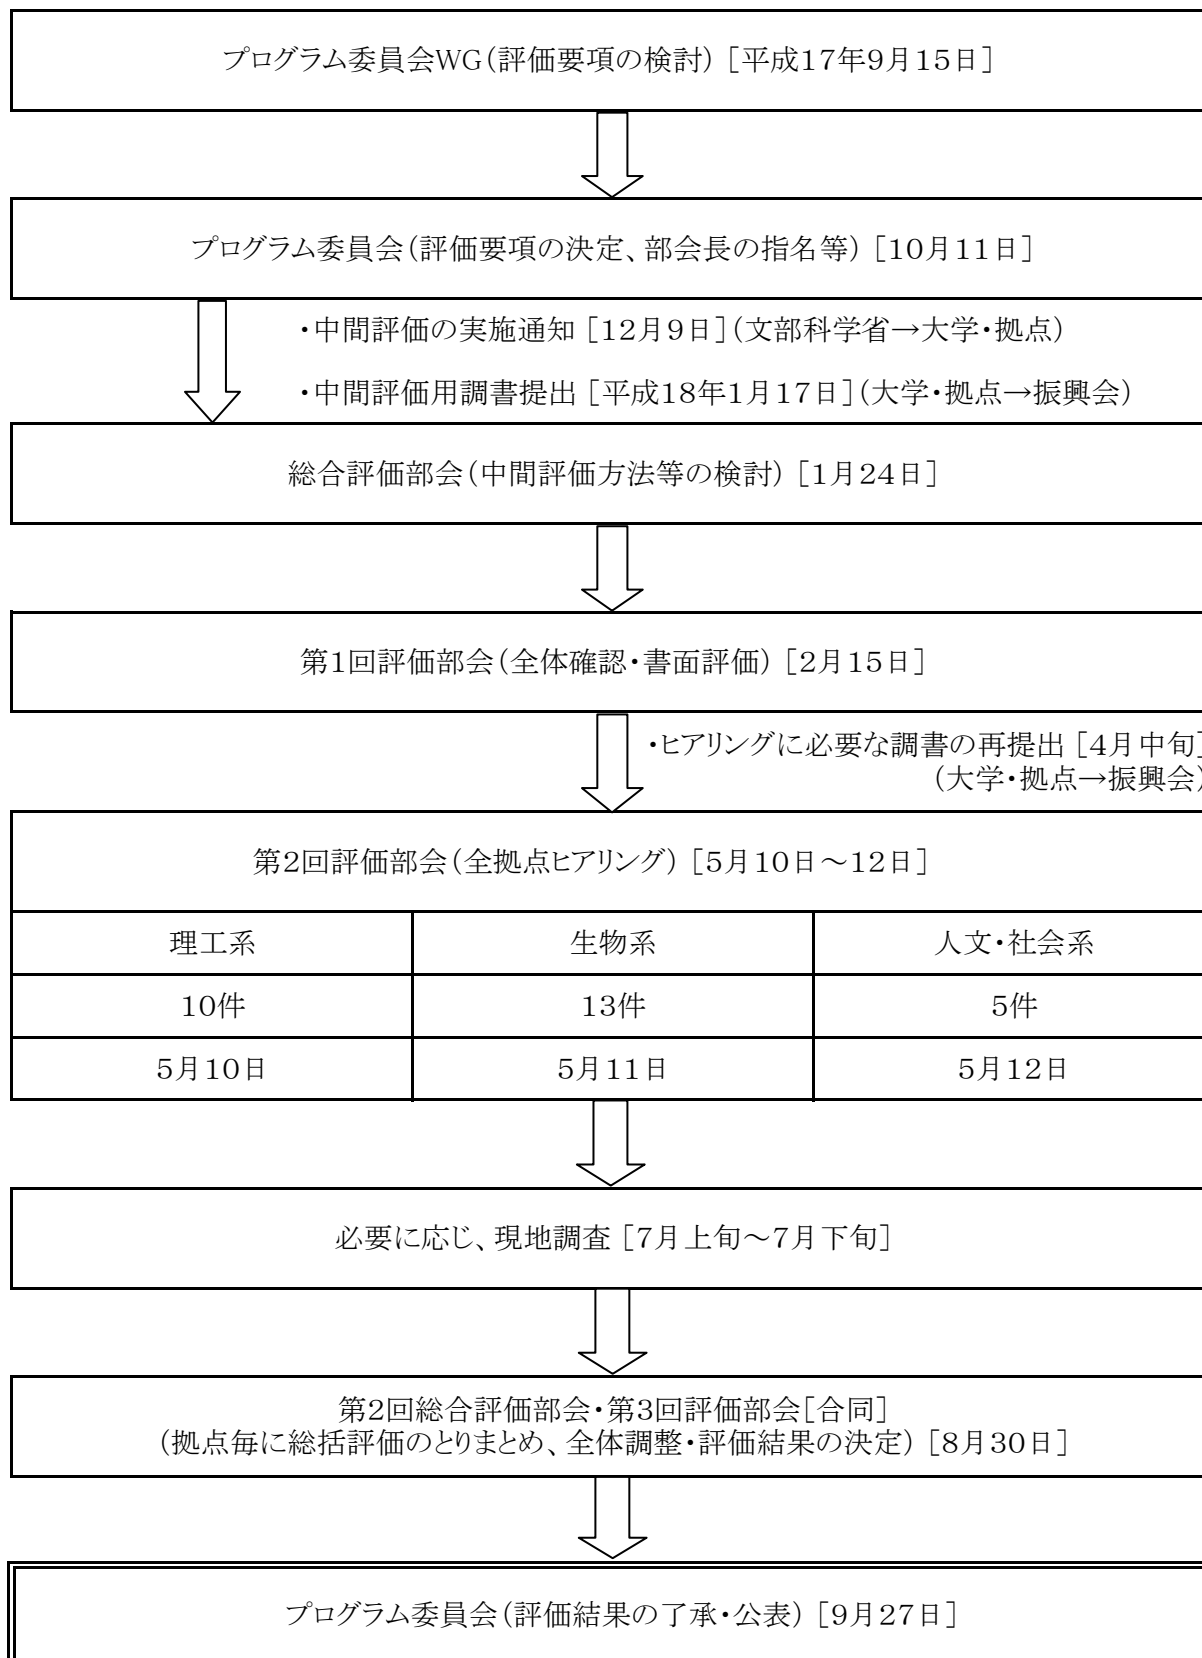 プログラム委員会WG(評価要項の検討)［平成17年9月15日］
プログラム委員会(評価要項の決定、部会長の指名等)［10月11日］
・中間評価の実施通知［12月9日］(文部科学省→大学・拠点)
・中間評価用調書提出［平成18年1月17日］(大学・拠点→振興会)
総合評価部会(中間評価方法等の検討)［1月24日］
第1回評価部会(全体確認・書面評価)［2月15日］
・ヒアリングに必要な調書の再提出［4月中旬］
(大学・拠点→振興会)
第2回評価部会(全拠点ヒアリング)［5月10日～12日］
理工系 生物系 人文・社会系
10件 13件 5件
5月10日 5月11日 5月12日
必要に応じ、現地調査［7月上旬～7月下旬］
第2回総合評価部会・第3回評価部会［合同］
(拠点毎に総括評価のとりまとめ、全体調整・評価結果の決定)［8月30日］
プログラム委員会(評価結果の了承・公表)［9月27日］